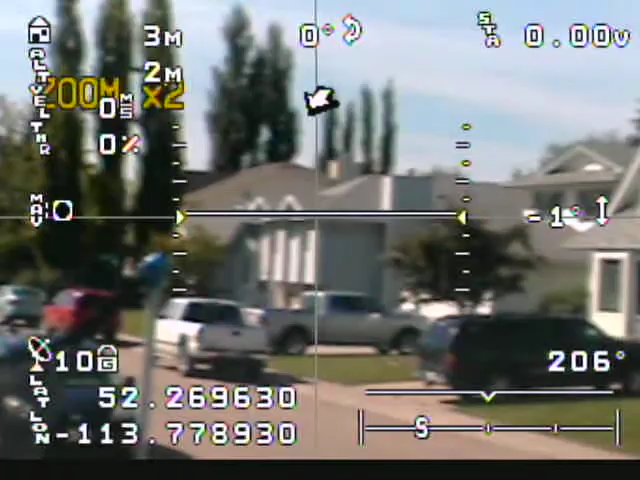 3M
0°
STA
0.00V
ALT
2M
ZOOM x2
VEL
0MS
THR
0%
MAV
-1°
10
206°
LAT
52.269630
LON
-113.778930
S